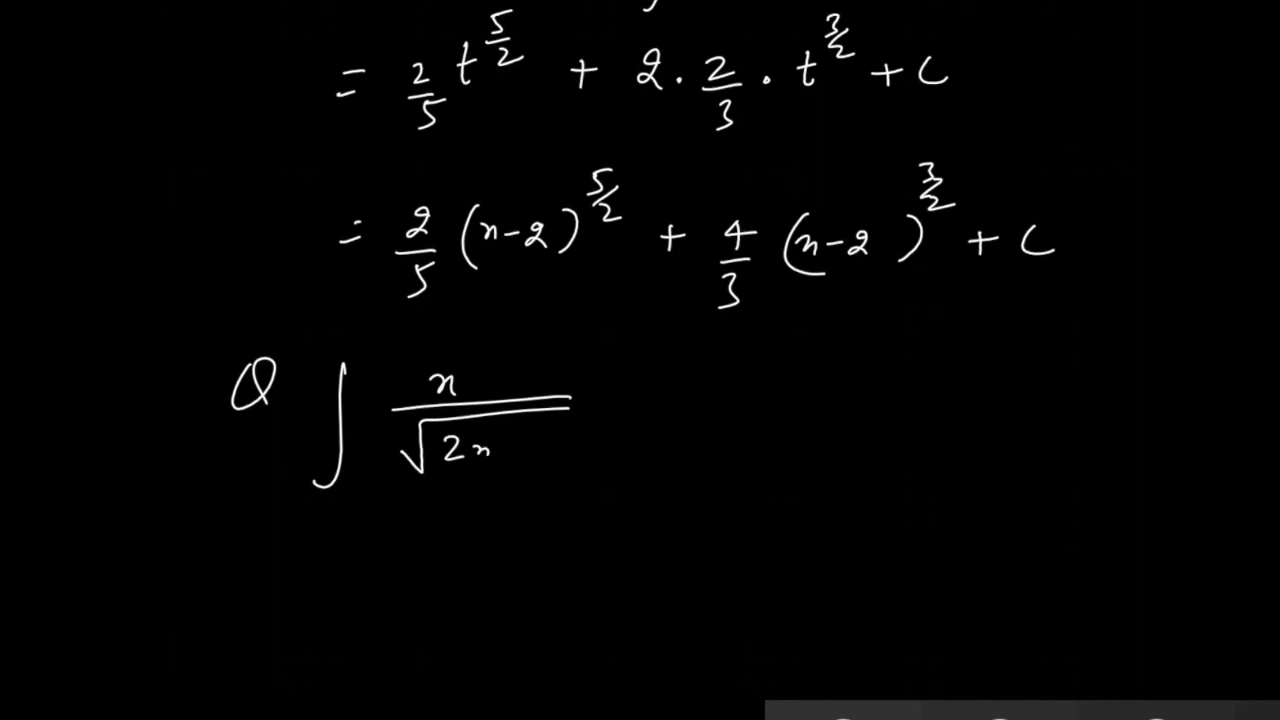 = 2/5 t^(5/2) + 2 · 2/3 · t^(3/2) + C
= 2/5 (n-2)^(5/2) + 4/3 (n-2)^(3/2) + C
Q ∫ n/√(2n